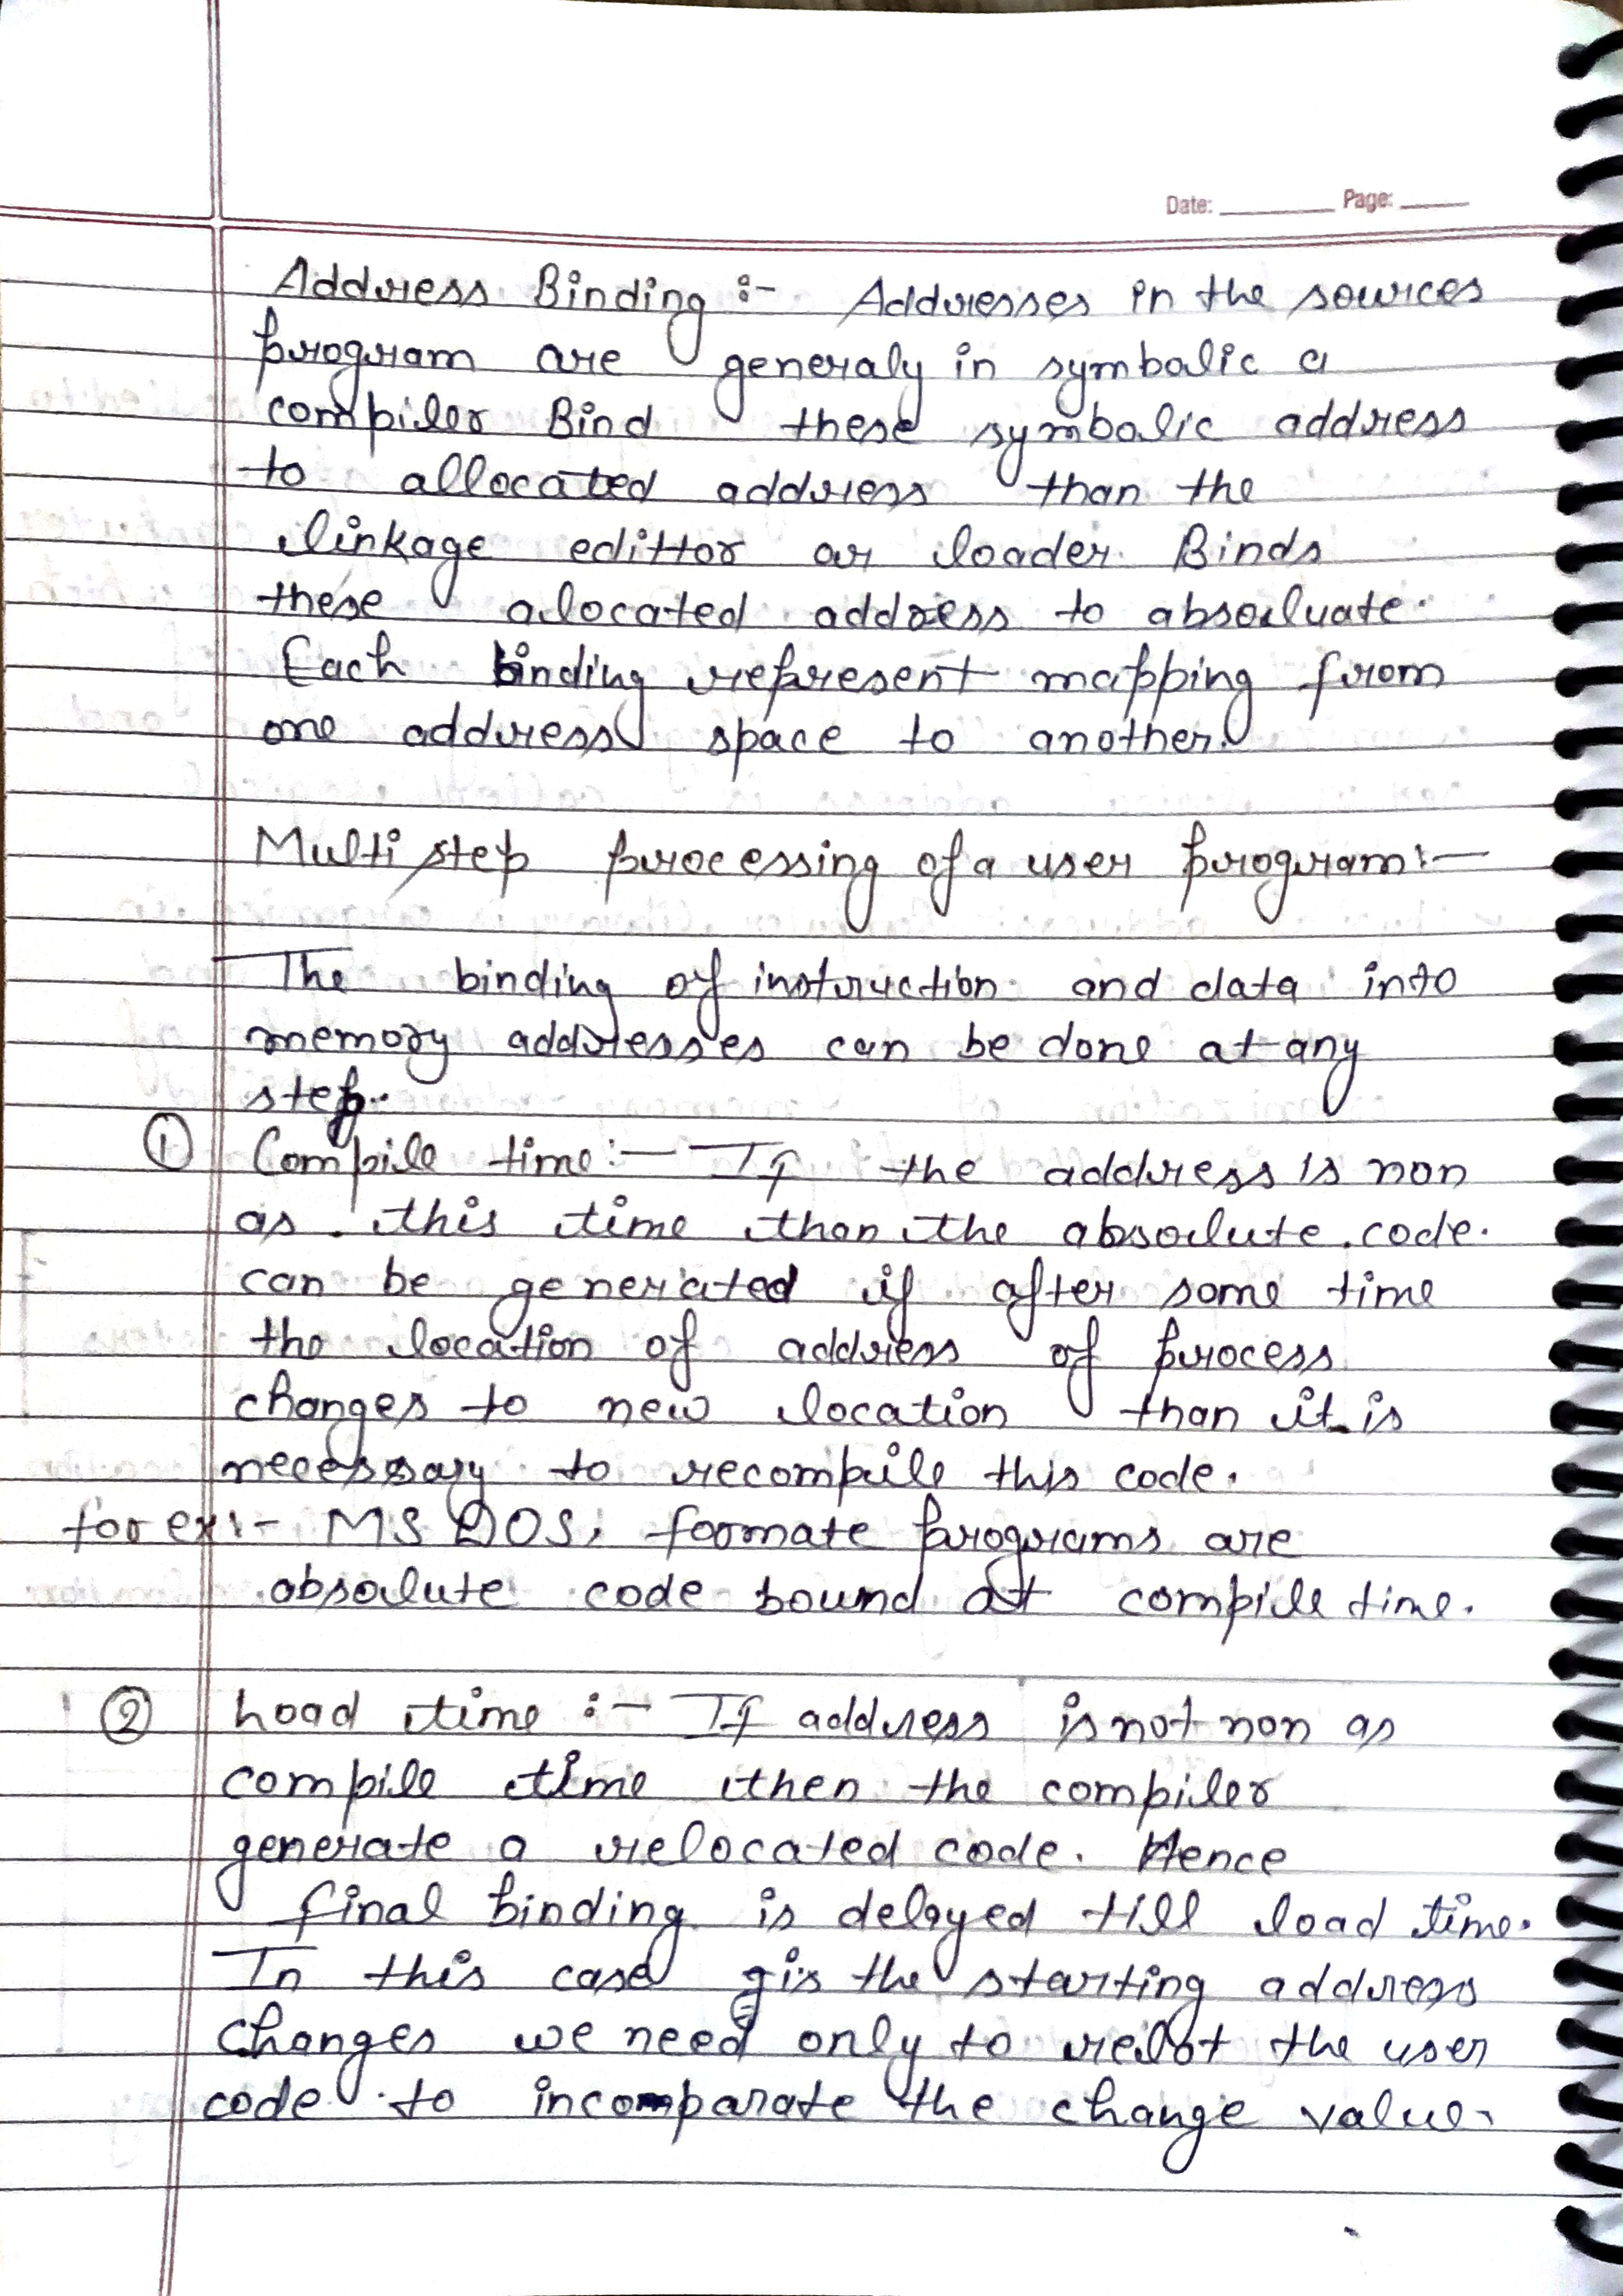 Date: ________ Page: ____
Address Binding :- Addresses in the sources
program are generaly in symbolic a
compiler Bind these symbolic address
to allocated address than the
linkage edittor or loader Binds
these alocated address to absoluate.
Each binding represent mapping from
one address space to another.
Multi step processing of a user program:-
The binding of instruction and data into
memory addresses can be done at any
step.
① Compile time:- If the address is non
as this time than the absolute code.
can be generated if after some time
the location of address of process
changes to new location than it is
necessary to recompile this code.
for ex:- MS DOS, formate programs are
absolute code bound at compile time.
② Load time :- If address is not non as
compile time then the compiler
generate a relocated code. Hence
final binding is delayed till load time.
In this case the starting address
changes we need only to the user
code to incomparate the change value.